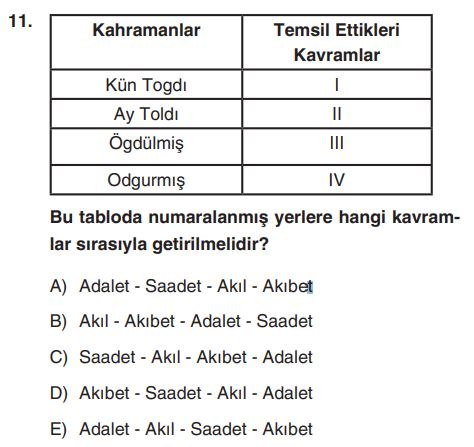 11.
Kahramanlar Temsil Ettikleri Kavramlar
Kün Togdı I
Ay Toldı II
Ögdülmiş III
Odgurmış IV
Bu tabloda numaralanmış yerlere hangi kavram-
lar sırasıyla getirilmelidir?
A) Adalet - Saadet - Akıl - Akıbet
B) Akıl - Akıbet - Adalet - Saadet
C) Saadet - Akıl - Akıbet - Adalet
D) Akıbet - Saadet - Akıl - Adalet
E) Adalet - Akıl - Saadet - Akıbet